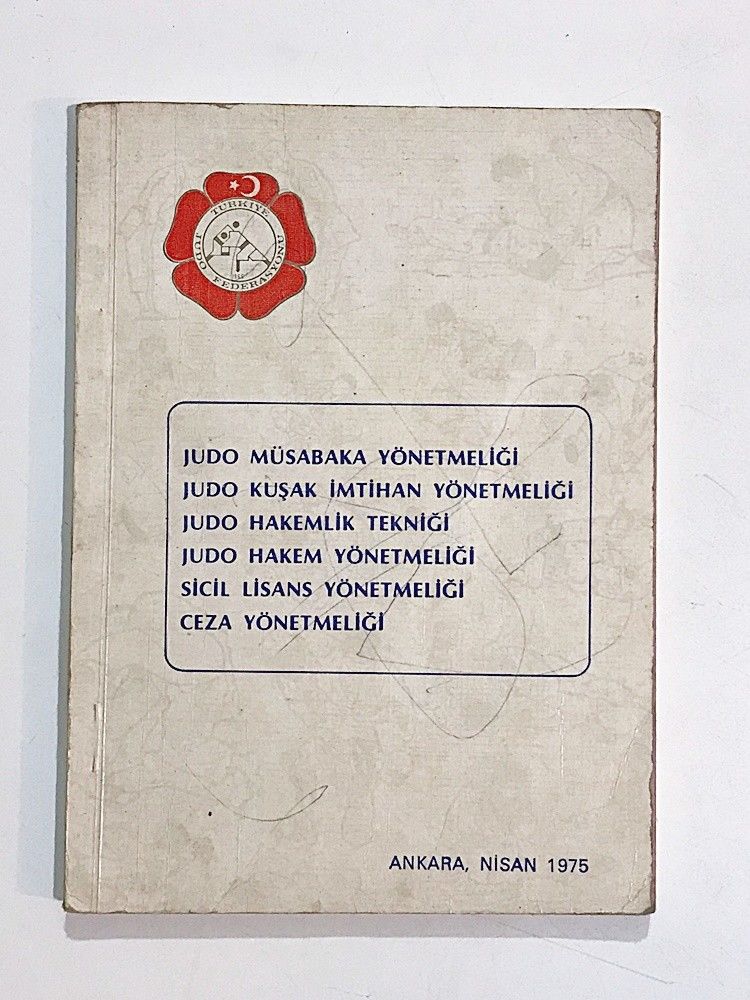 TÜRKİYE
JUDO FEDERASYONU
JUDO MÜSABAKA YÖNETMELİĞİ
JUDO KUŞAK İMTİHAN YÖNETMELİĞİ
JUDO HAKEMLİK TEKNİĞİ
JUDO HAKEM YÖNETMELİĞİ
SİCİL LİSANS YÖNETMELİĞİ
CEZA YÖNETMELİĞİ
ANKARA, NİSAN 1975